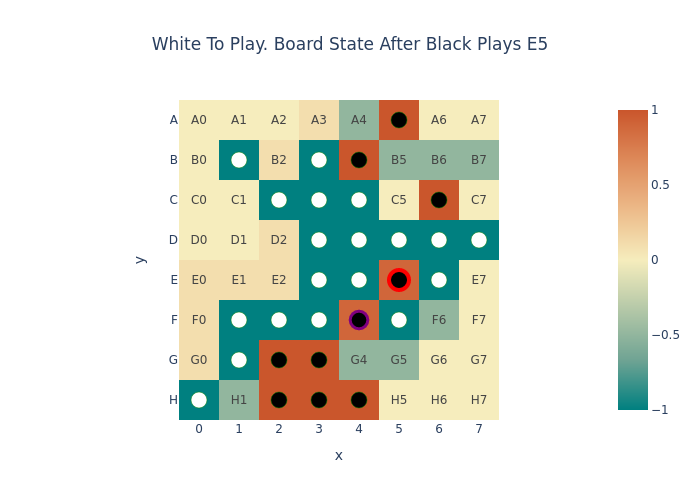 White To Play. Board State After Black Plays E5
A A0 A1 A2 A3 A4 A6 A7
B B0 B2 B5 B6 B7
C C0 C1 C5 C7
D D0 D1 D2
E E0 E1 E2 E7
F F0 F6 F7
G G0 G4 G5 G6 G7
H H1 H5 H6 H7
0 1 2 3 4 5 6 7
x
y
1
0.5
0
−0.5
−1